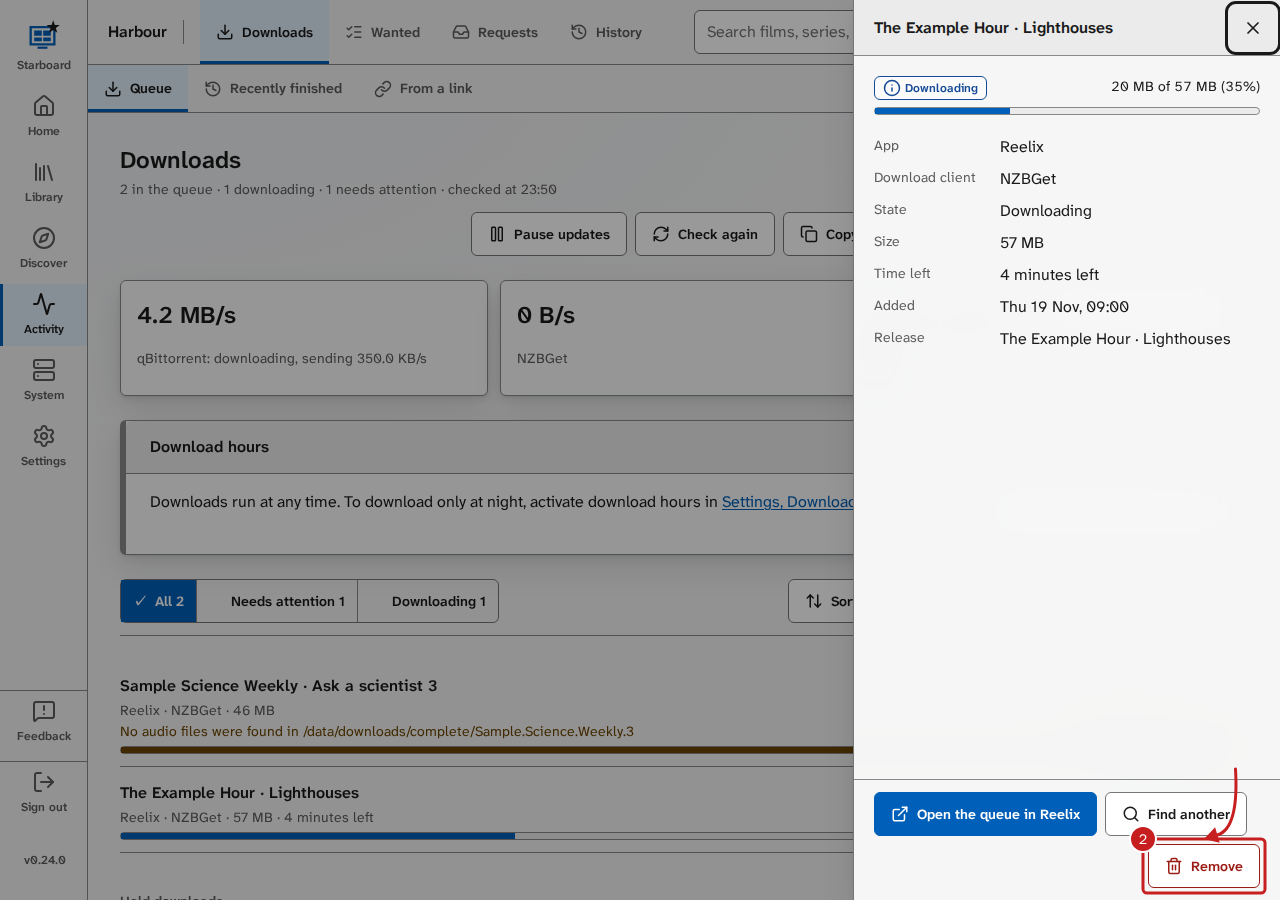 Starboard
Home
Library
Discover
Activity
System
Settings
Feedback
Sign out
v0.24.0
Harbour
Downloads
Wanted
Requests
History
Search films, series,
Queue
Recently finished
From a link
Downloads
2 in the queue · 1 downloading · 1 needs attention · checked at 23:50
Pause updates
Check again
Copy
4.2 MB/s
qBittorrent: downloading, sending 350.0 KB/s
0 B/s
NZBGet
Download hours
Downloads run at any time. To download only at night, activate download hours in Settings, Downloac
✓ All 2
Needs attention 1
Downloading 1
Sor
Sample Science Weekly · Ask a scientist 3
Reelix · NZBGet · 46 MB
No audio files were found in /data/downloads/complete/Sample.Science.Weekly.3
The Example Hour · Lighthouses
Reelix · NZBGet · 57 MB · 4 minutes left
The Example Hour · Lighthouses
Downloading
20 MB of 57 MB (35%)
App
Reelix
Download client
NZBGet
State
Downloading
Size
57 MB
Time left
4 minutes left
Added
Thu 19 Nov, 09:00
Release
The Example Hour · Lighthouses
Open the queue in Reelix
Find another
2
Remove